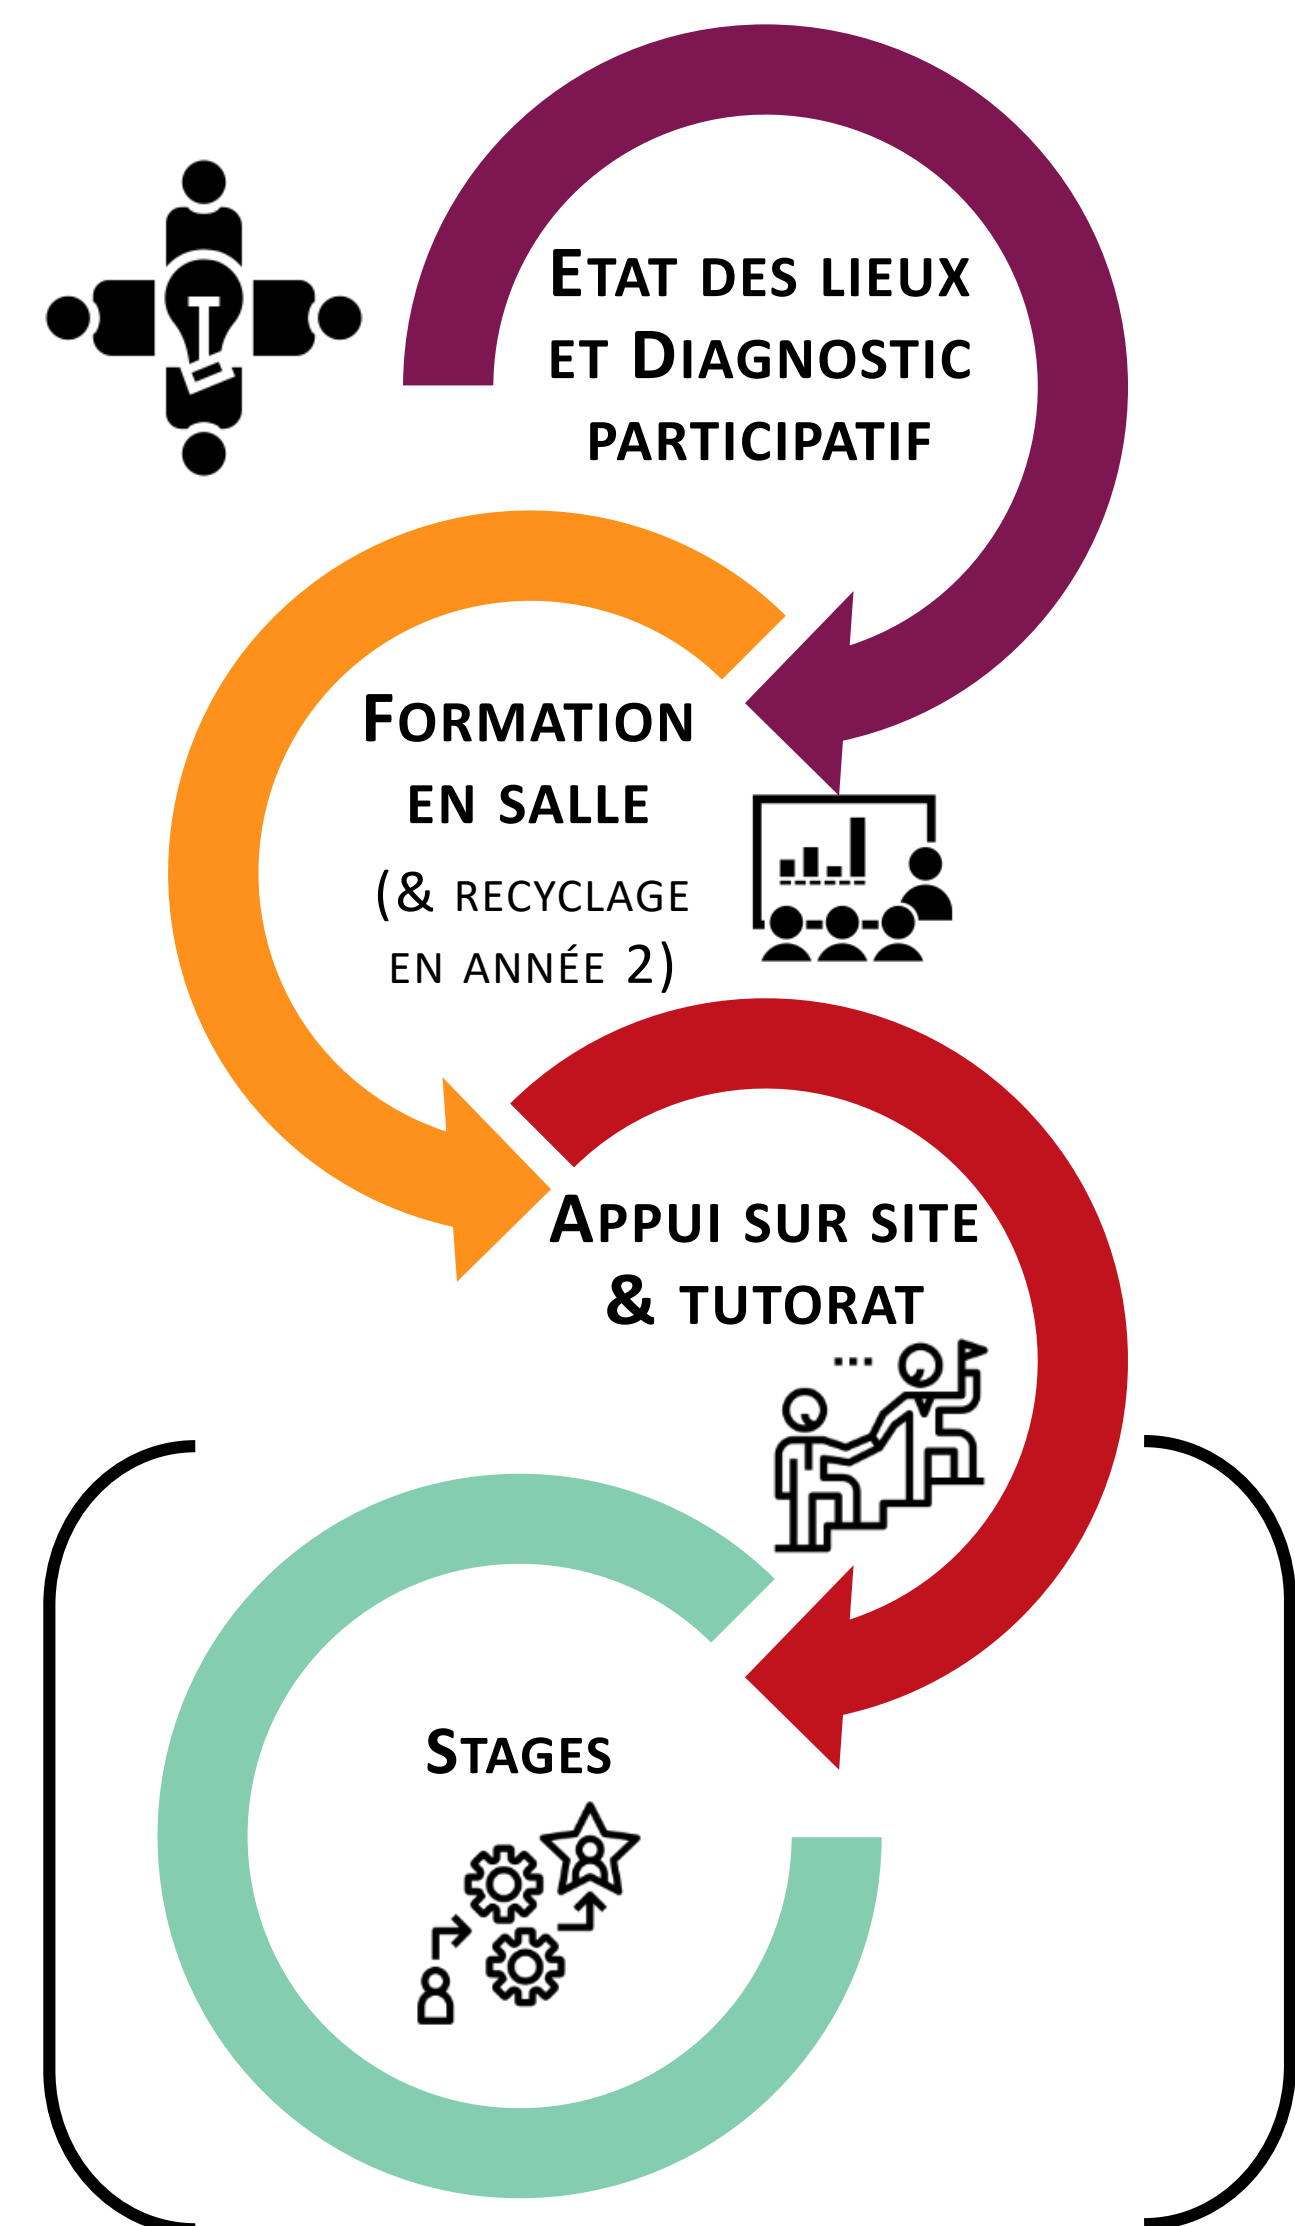 Etat des lieux
et Diagnostic
participatif
Formation
en salle
(& recyclage
en année 2)
Appui sur site
& tutorat
Stages